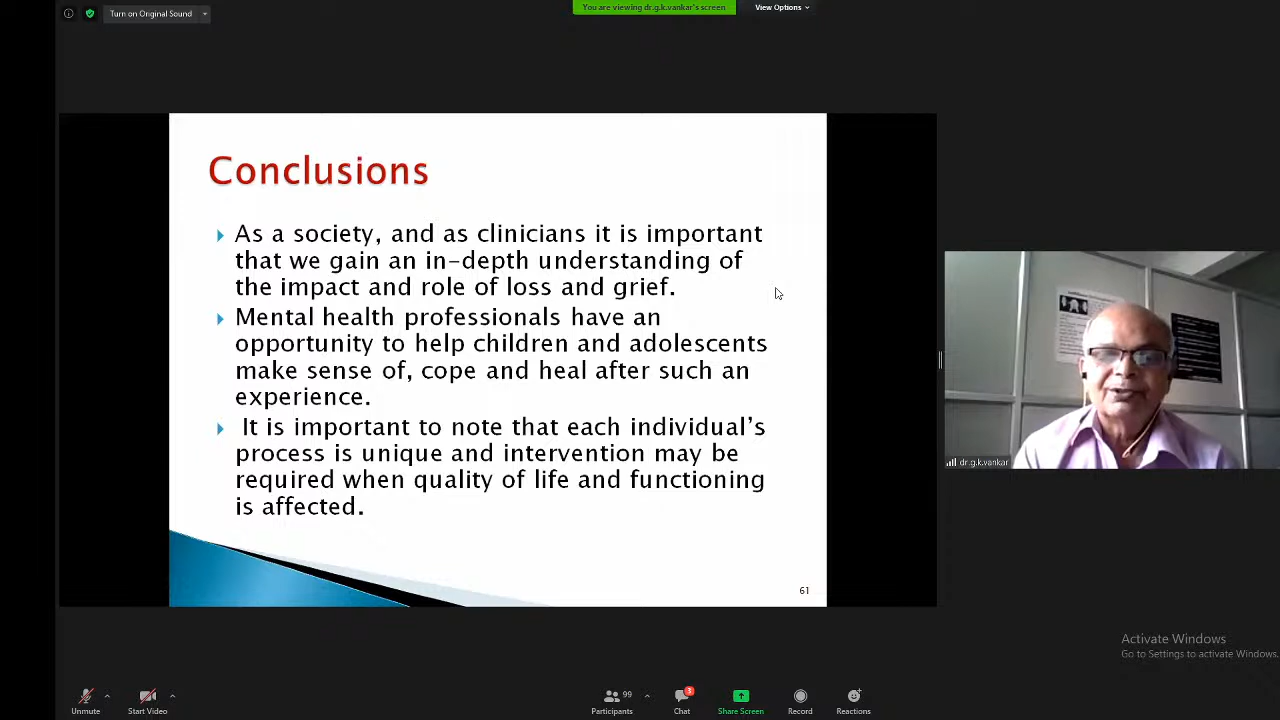 Turn on Original Sound
You are viewing dr.g.k.vankar's screen
View Options
Conclusions
As a society, and as clinicians it is important
that we gain an in-depth understanding of
the impact and role of loss and grief.
Mental health professionals have an
opportunity to help children and adolescents
make sense of, cope and heal after such an
experience.
It is important to note that each individual's
process is unique and intervention may be
required when quality of life and functioning
is affected.
61
dr.g.k.vankar
Activate Windows
Go to Settings to activate Windows.
Unmute
Start Video
99
Participants
3
Chat
Share Screen
Record
Reactions